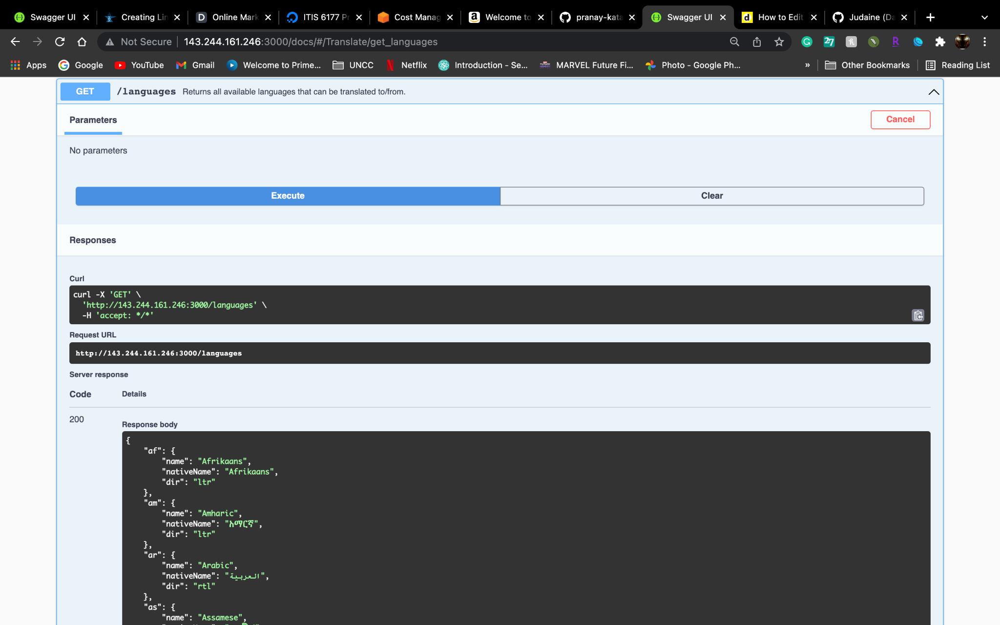 Swagger UI
Creating Lin
Online Mark
ITIS 6177 Pr
Cost Manag
Welcome to
pranay-kata
Swagger UI
How to Edit
Judaine (Da
Not Secure
143.244.161.246:3000/docs/#/Translate/get_languages
Apps
Google
YouTube
Gmail
Welcome to Prime...
UNCC
Netflix
Introduction - Se...
MARVEL Future Fi...
Photo - Google Ph...
»
Other Bookmarks
Reading List
GET /languages Returns all available languages that can be translated to/from.
Parameters
Cancel
No parameters
Execute
Clear
Responses
Curl
curl -X 'GET' \
'http://143.244.161.246:3000/languages' \
-H 'accept: */*'
Request URL
http://143.244.161.246:3000/languages
Server response
Code Details
200
Response body
{
"af": {
"name": "Afrikaans",
"nativeName": "Afrikaans",
"dir": "ltr"
},
"am": {
"name": "Amharic",
"nativeName": "አማርኛ",
"dir": "ltr"
},
"ar": {
"name": "Arabic",
"nativeName": "العربية",
"dir": "rtl"
},
"as": {
"name": "Assamese",